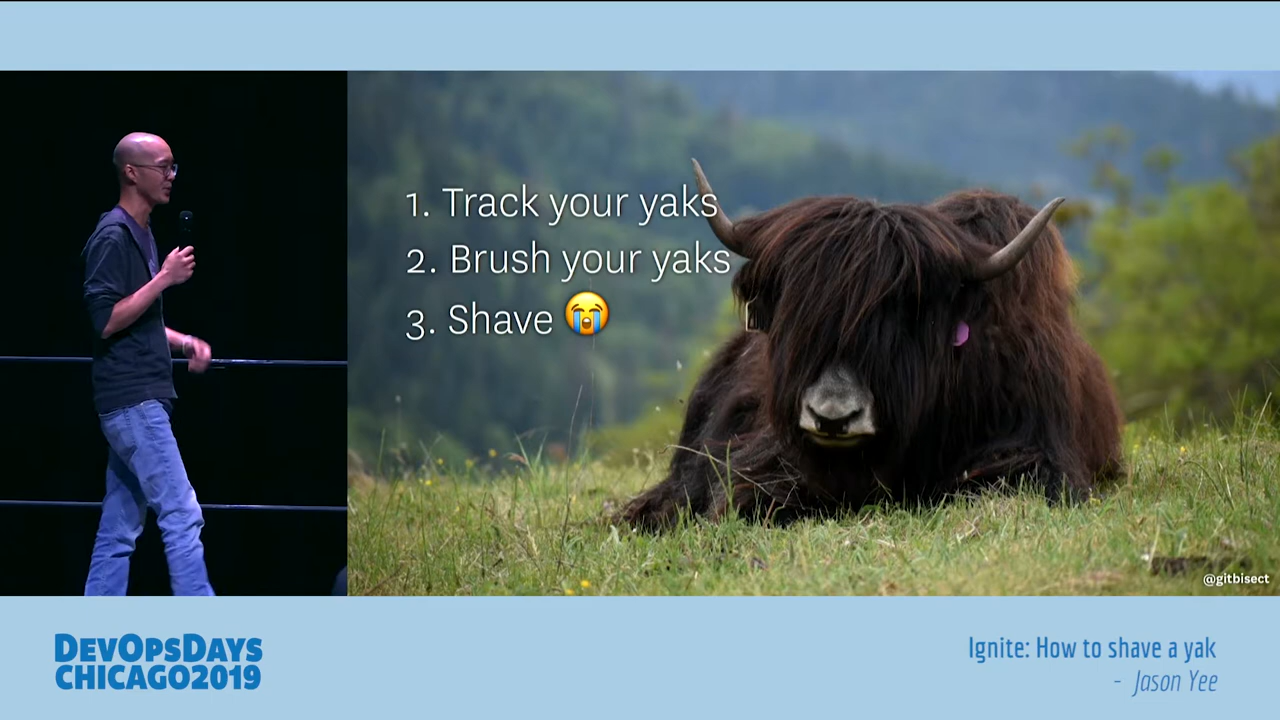 1. Track your yaks
2. Brush your yaks
3. Shave 😭
@gitbisect
DEVOPSDAYS
CHICAGO2019
Ignite: How to shave a yak
- Jason Yee